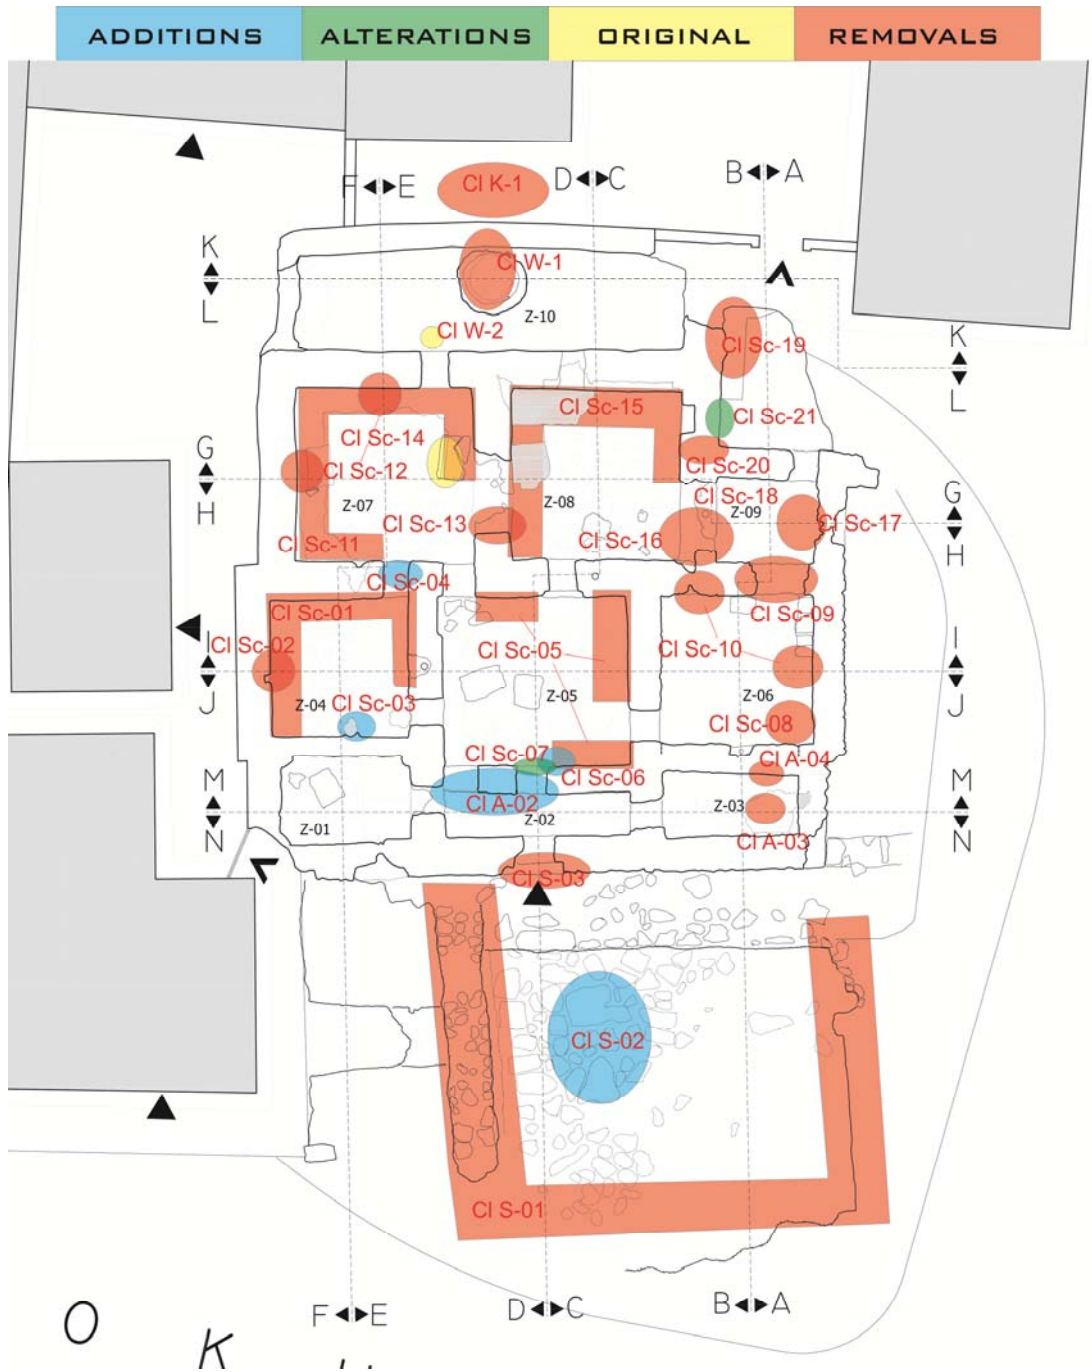 ADDITIONS ALTERATIONS ORIGINAL REMOVALS
F E
CI K-1
D C
B A
K
L
CI W-1
Z-10
CI W-2
CI Sc-19
K
L
CI Sc-15
CI Sc-21
CI Sc-14
G
H
CI Sc-12
CI Sc-20
Z-07
Z-08
CI Sc-18
Z-09
G
H
CI Sc-13
CI Sc-16
CI Sc-17
CI Sc-11
CI Sc-04
CI Sc-01
CI Sc-09
CI Sc-02
I
J
CI Sc-05
CI Sc-10
I
J
Z-04
CI Sc-03
Z-05
Z-06
CI Sc-08
CI Sc-07
CI Sc-06
CI A-04
M
N
CI A-02
Z-01
Z-02
Z-03
CI A-03
M
N
CI S-03
CI S-02
CI S-01
F E
D C
B A
O
K